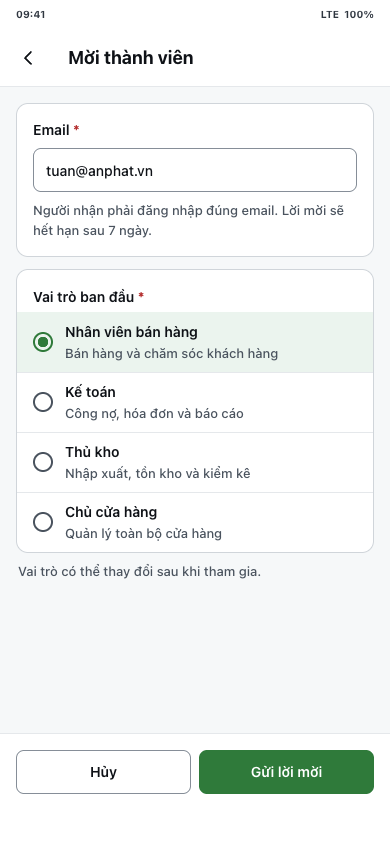 09:41
LTE 100%
Mời thành viên
Email *
tuan@anphat.vn
Người nhận phải đăng nhập đúng email. Lời mời sẽ
hết hạn sau 7 ngày.
Vai trò ban đầu *
Nhân viên bán hàng
Bán hàng và chăm sóc khách hàng
Kế toán
Công nợ, hóa đơn và báo cáo
Thủ kho
Nhập xuất, tồn kho và kiểm kê
Chủ cửa hàng
Quản lý toàn bộ cửa hàng
Vai trò có thể thay đổi sau khi tham gia.
Hủy
Gửi lời mời